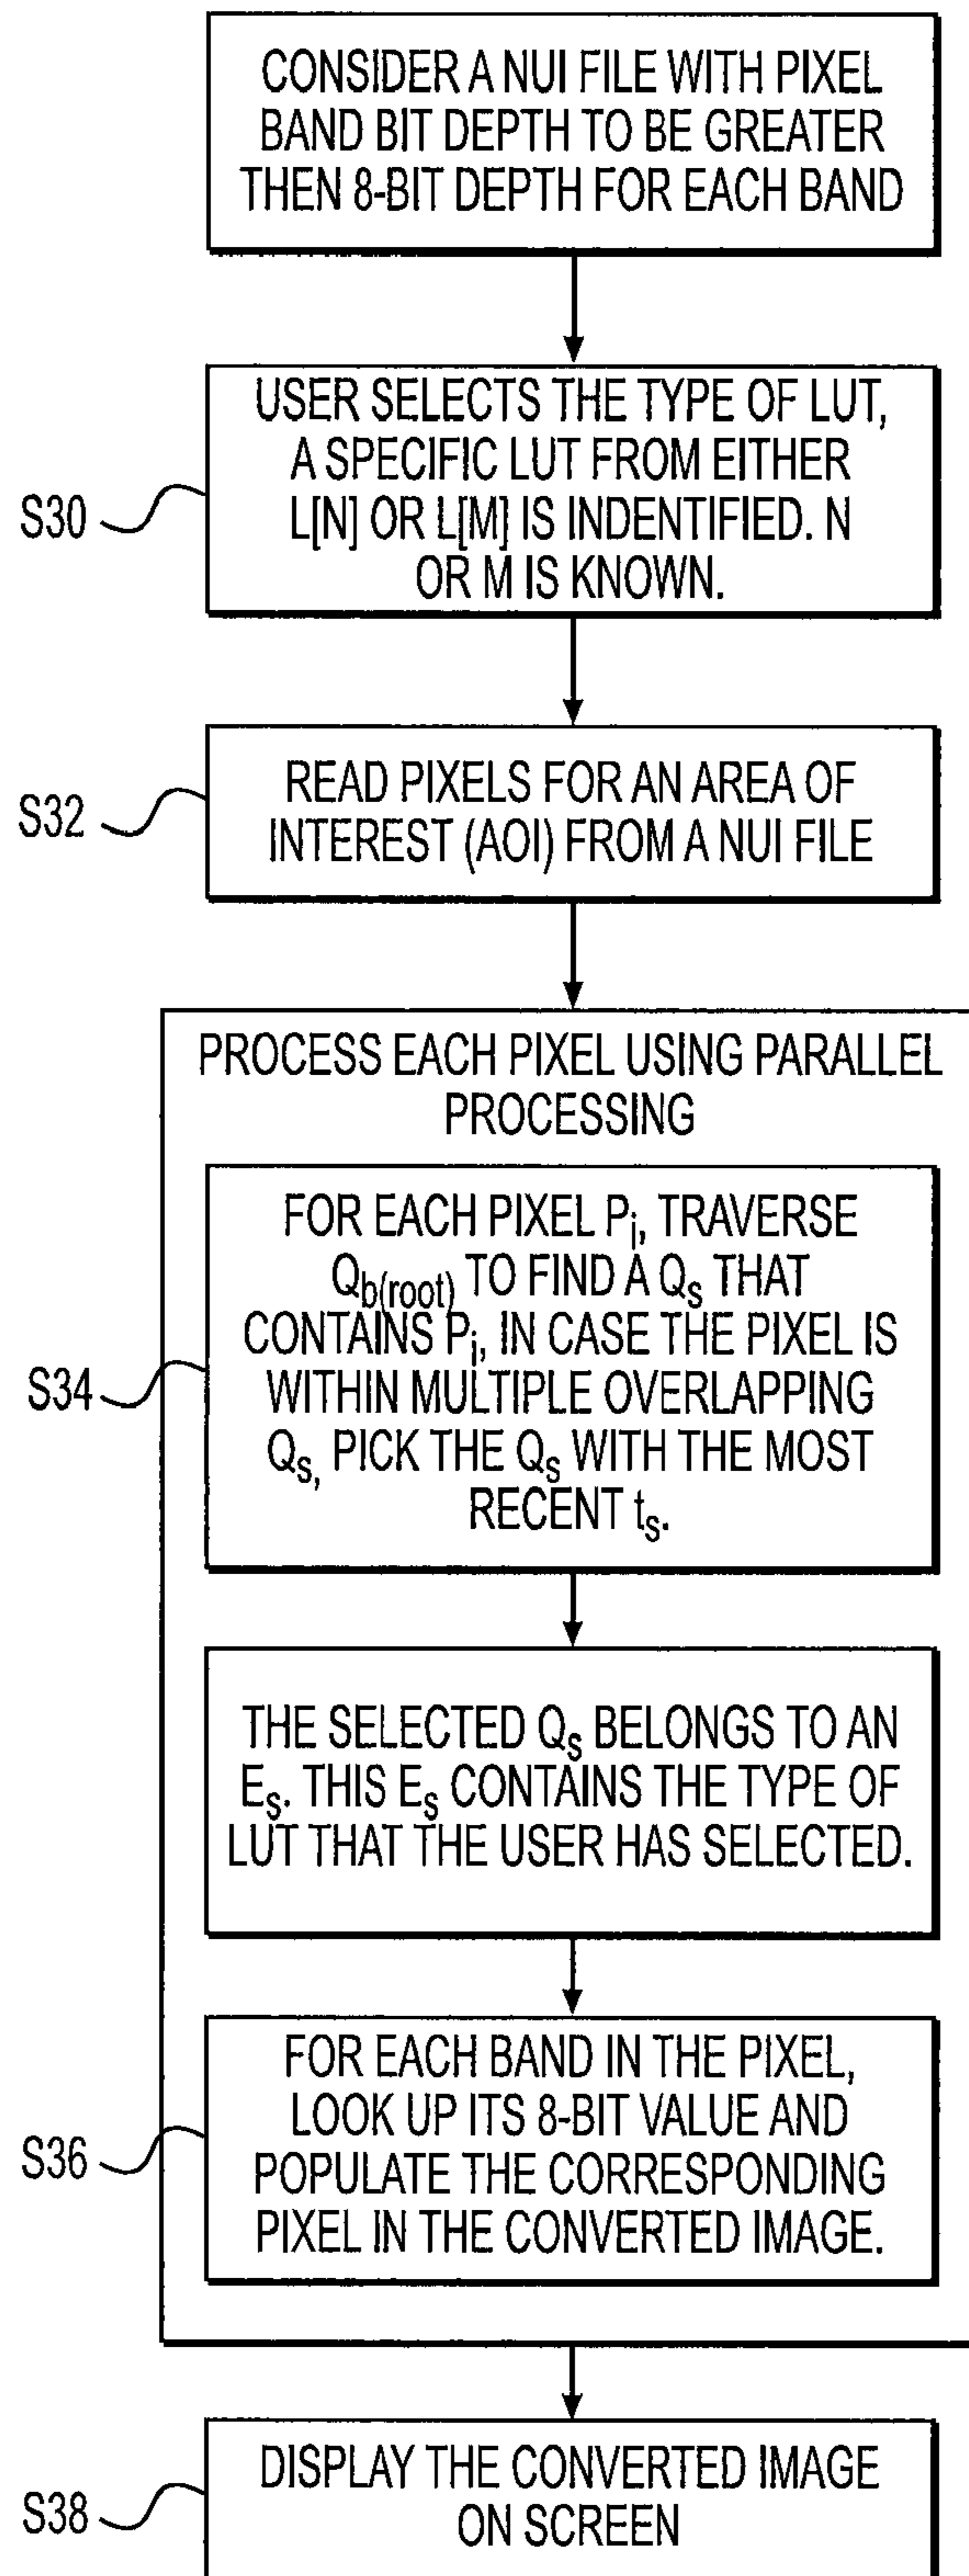 CONSIDER A NUI FILE WITH PIXEL
BAND BIT DEPTH TO BE GREATER
THEN 8-BIT DEPTH FOR EACH BAND
S30
USER SELECTS THE TYPE OF LUT,
A SPECIFIC LUT FROM EITHER
L[N] OR L[M] IS INDENTIFIED. N
OR M IS KNOWN.
S32
READ PIXELS FOR AN AREA OF
INTEREST (AOI) FROM A NUI FILE
PROCESS EACH PIXEL USING PARALLEL
PROCESSING
S34
FOR EACH PIXEL Pi, TRAVERSE
Qb(root) TO FIND A Qs THAT
CONTAINS Pi, IN CASE THE PIXEL IS
WITHIN MULTIPLE OVERLAPPING
Qs, PICK THE Qs WITH THE MOST
RECENT ts.
THE SELECTED Qs BELONGS TO AN
Es. THIS Es CONTAINS THE TYPE OF
LUT THAT THE USER HAS SELECTED.
S36
FOR EACH BAND IN THE PIXEL,
LOOK UP ITS 8-BIT VALUE AND
POPULATE THE CORRESPONDING
PIXEL IN THE CONVERTED IMAGE.
S38
DISPLAY THE CONVERTED IMAGE
ON SCREEN